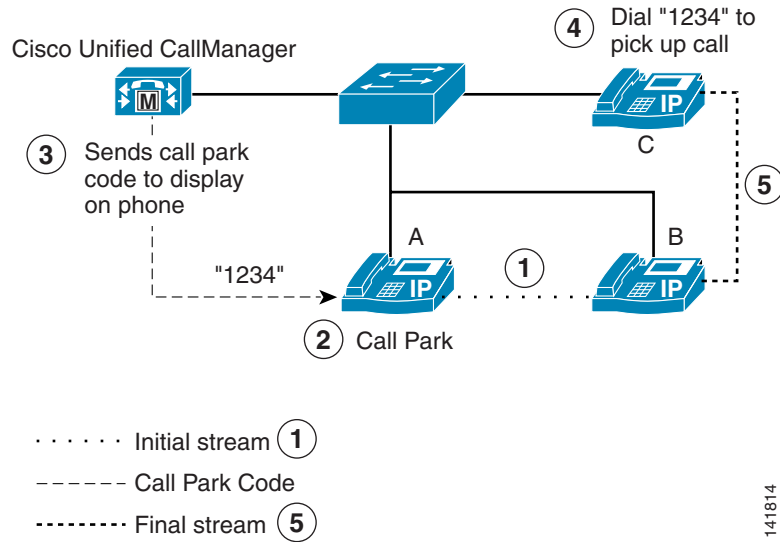 Cisco Unified CallManager
M
3
Sends call park
code to display
on phone
"1234"
4
Dial "1234" to
pick up call
IP
C
5
A
IP
2
Call Park
1
B
IP
Initial stream 1
Call Park Code
Final stream 5
141814